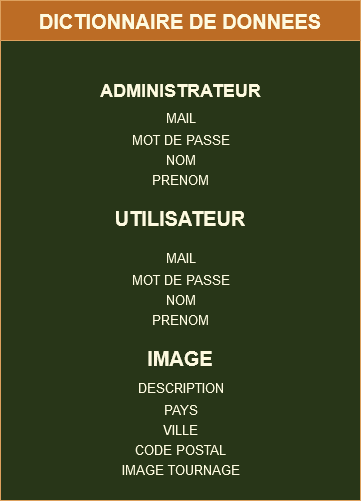 DICTIONNAIRE DE DONNEES
ADMINISTRATEUR
MAIL
MOT DE PASSE
NOM
PRENOM
UTILISATEUR
MAIL
MOT DE PASSE
NOM
PRENOM
IMAGE
DESCRIPTION
PAYS
VILLE
CODE POSTAL
IMAGE TOURNAGE